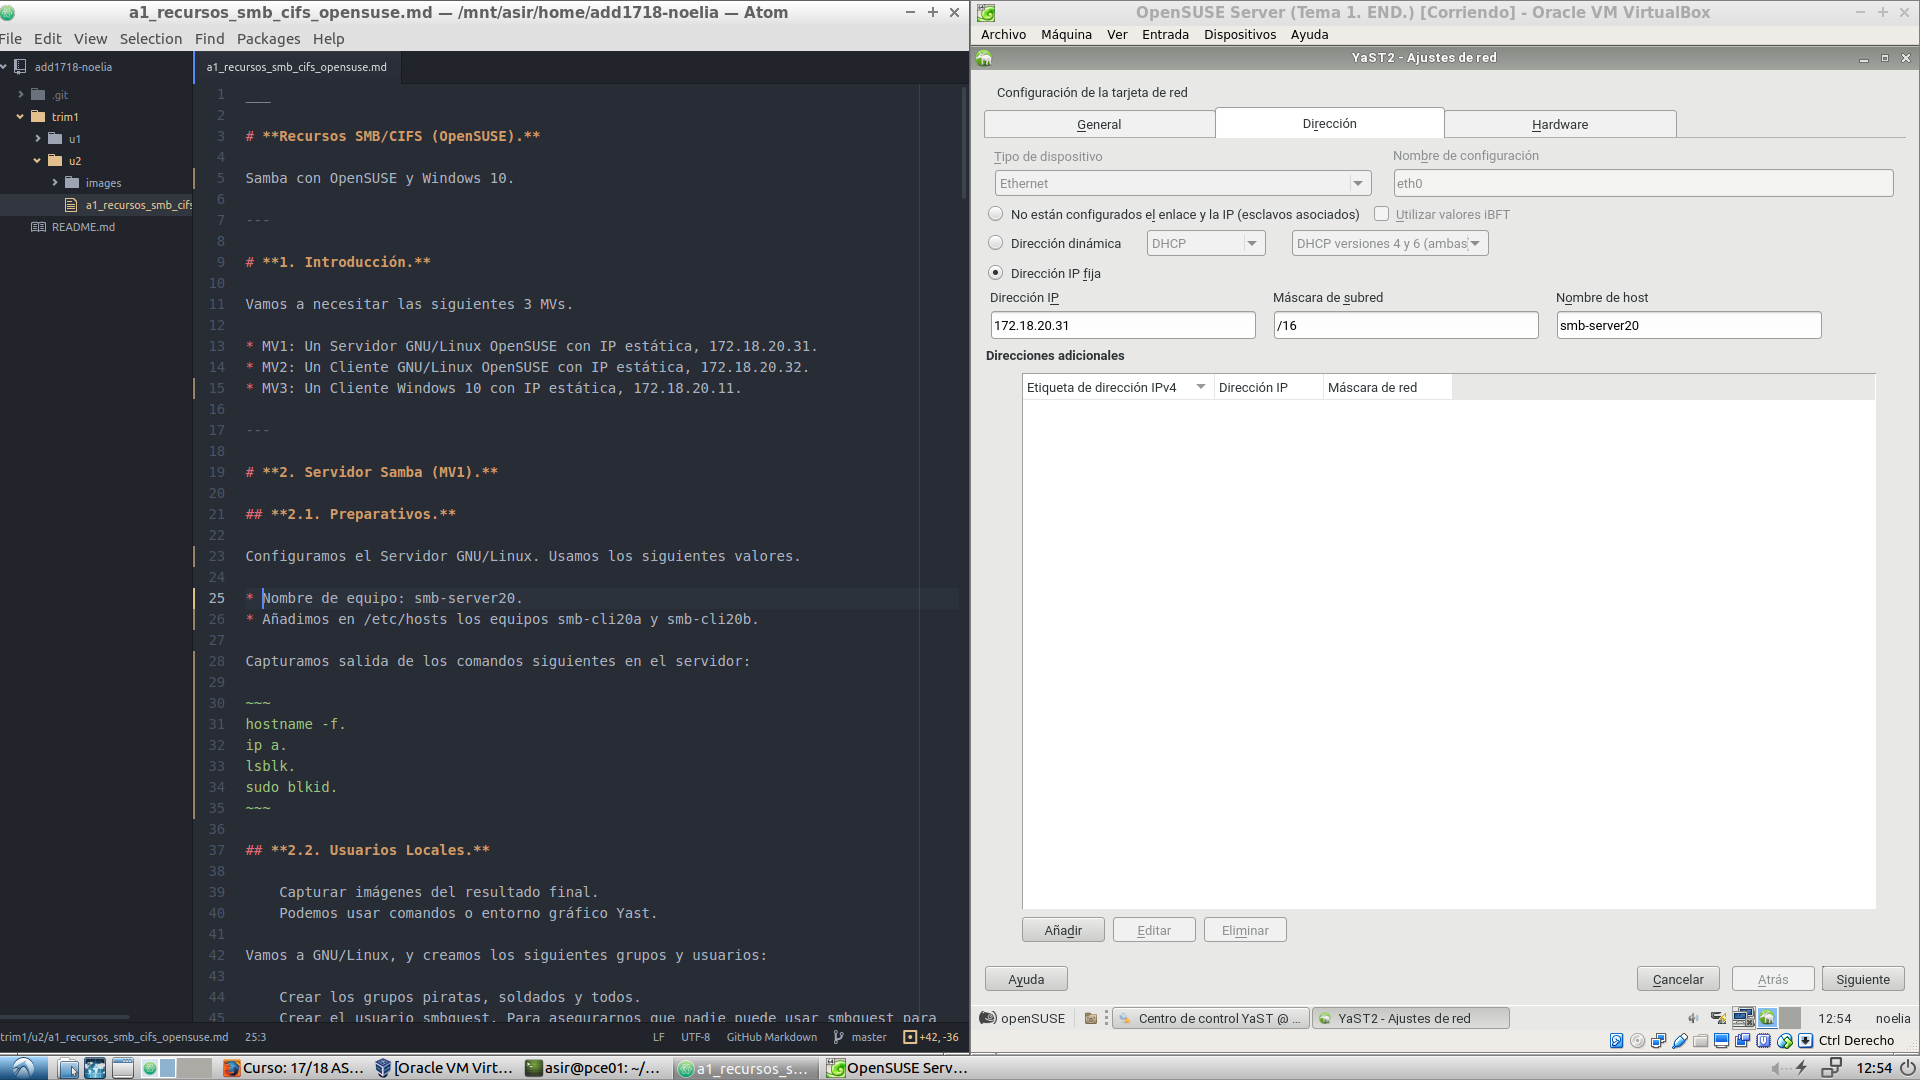 a1_recursos_smb_cifs_opensuse.md — /mnt/asir/home/add1718-noelia — Atom
File Edit View Selection Find Packages Help
add1718-noelia
.git
trim1
u1
u2
images
a1_recursos_smb_cifs
README.md
a1_recursos_smb_cifs_opensuse.md
1 ___
2
3 # **Recursos SMB/CIFS (OpenSUSE).**
4
5 Samba con OpenSUSE y Windows 10.
6
7 ---
8
9 # **1. Introducción.**
10
11 Vamos a necesitar las siguientes 3 MVs.
12
13 * MV1: Un Servidor GNU/Linux OpenSUSE con IP estática, 172.18.20.31.
14 * MV2: Un Cliente GNU/Linux OpenSUSE con IP estática, 172.18.20.32.
15 * MV3: Un Cliente Windows 10 con IP estática, 172.18.20.11.
16
17 ---
18
19 # **2. Servidor Samba (MV1).**
20
21 ## **2.1. Preparativos.**
22
23 Configuramos el Servidor GNU/Linux. Usamos los siguientes valores.
24
25 * Nombre de equipo: smb-server20.
26 * Añadimos en /etc/hosts los equipos smb-cli20a y smb-cli20b.
27
28 Capturamos salida de los comandos siguientes en el servidor:
29
30 ~~~
31 hostname -f.
32 ip a.
33 lsblk.
34 sudo blkid.
35 ~~~
36
37 ## **2.2. Usuarios Locales.**
38
39 Capturar imágenes del resultado final.
40 Podemos usar comandos o entorno gráfico Yast.
41
42 Vamos a GNU/Linux, y creamos los siguientes grupos y usuarios:
43
44 Crear los grupos piratas, soldados y todos.
45 Crear el usuario smbguest. Para asegurarnos que nadie puede usar smbguest para
trim1/u2/a1_recursos_smb_cifs_opensuse.md 25:3 LF UTF-8 GitHub Markdown master +42, -36
OpenSUSE Server (Tema 1. END.) [Corriendo] - Oracle VM VirtualBox
Archivo Máquina Ver Entrada Dispositivos Ayuda
YaST2 - Ajustes de red
Configuración de la tarjeta de red
General Dirección Hardware
Tipo de dispositivo Nombre de configuración
Ethernet eth0
No están configurados el enlace y la IP (esclavos asociados) Utilizar valores iBFT
Dirección dinámica DHCP DHCP versiones 4 y 6 (ambas
Dirección IP fija
Dirección IP Máscara de subred Nombre de host
172.18.20.31 /16 smb-server20
Direcciones adicionales
Etiqueta de dirección IPv4 Dirección IP Máscara de red
Añadir Editar Eliminar
Ayuda Cancelar Atrás Siguiente
openSUSE Centro de control YaST @ ... YaST2 - Ajustes de red 12:54 noelia
Ctrl Derecho
Curso: 17/18 AS... [Oracle VM Virt... asir@pce01: ~/... a1_recursos_s... OpenSUSE Serv... 12:54